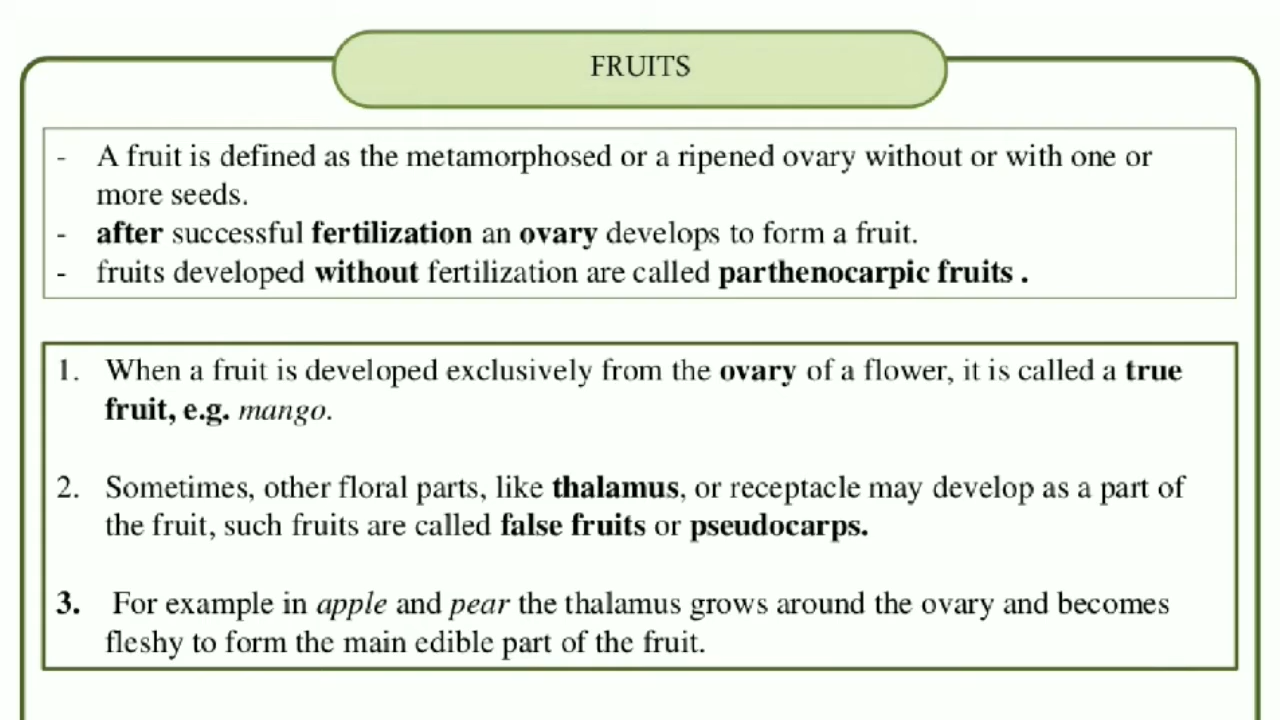 FRUITS
- A fruit is defined as the metamorphosed or a ripened ovary without or with one or
more seeds.
- after successful fertilization an ovary develops to form a fruit.
- fruits developed without fertilization are called parthenocarpic fruits .
1. When a fruit is developed exclusively from the ovary of a flower, it is called a true
fruit, e.g. mango.
2. Sometimes, other floral parts, like thalamus, or receptacle may develop as a part of
the fruit, such fruits are called false fruits or pseudocarps.
3. For example in apple and pear the thalamus grows around the ovary and becomes
fleshy to form the main edible part of the fruit.